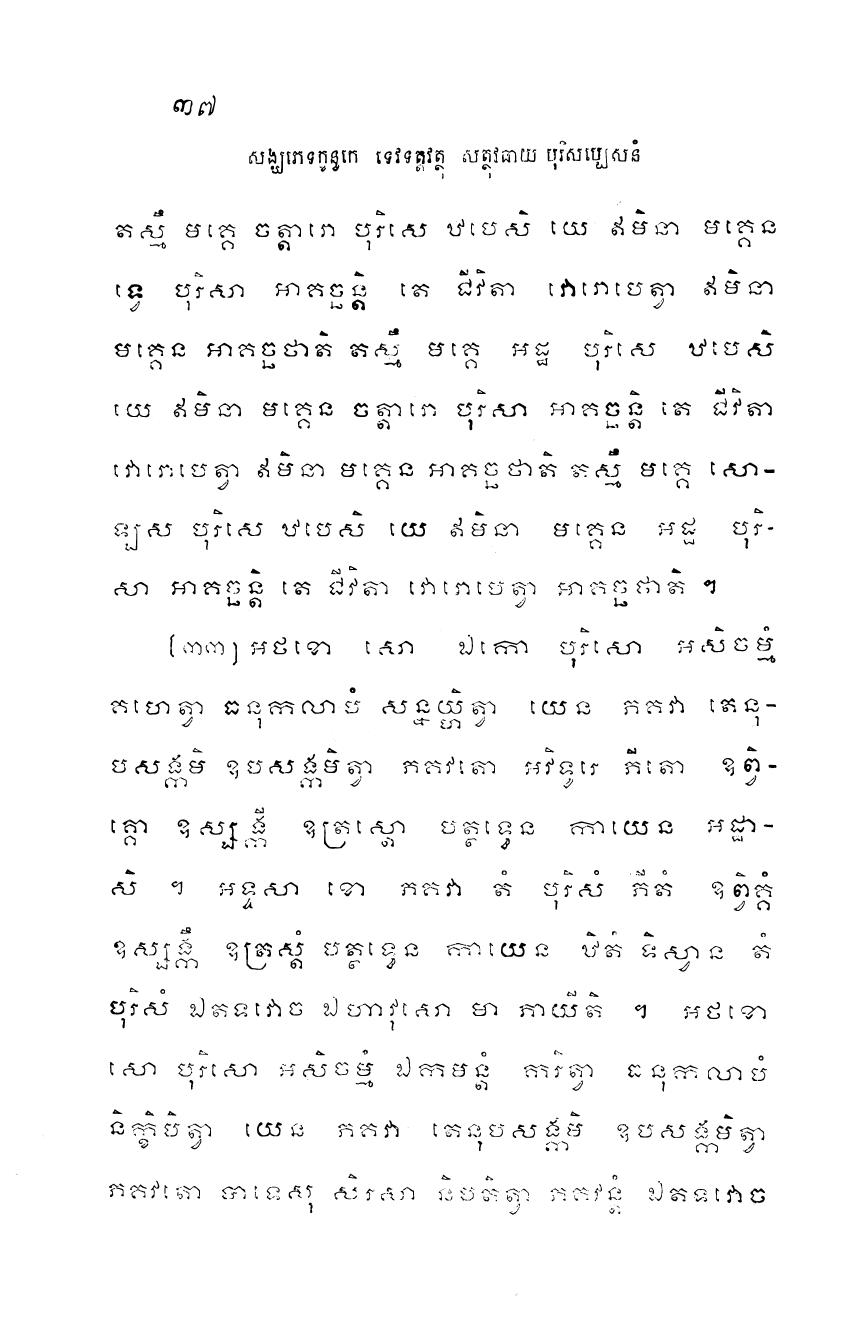 ៣៧
សង្ឃភេទកូន្ធកេ ទេវទត្តវត្ថុ សត្ថុវធាយ បុរិសប្បេសនំ
តស្មឹ មគ្គេ ចត្តារោ បុរិសេ ឋបេសិ យេ ឥមិនា មគ្គេន
ទ្វេ បុរិសា អាគច្ឆន្តិ តេ ជីវិតា វោរោបេត្វា ឥមិនា
មគ្គេន អាគច្ឆថាតិ តស្មឹ មគ្គេ អដ្ឋ បុរិសេ ឋបេសិ
យេ ឥមិនា មគ្គេន ចត្តារោ បុរិសា អាគច្ឆន្តិ តេ ជីវិតា
វោរោបេត្វា ឥមិនា មគ្គេន អាគច្ឆថាតិ តស្មឹ មគ្គេ សោ-
ឡស បុរិសេ ឋបេសិ យេ ឥមិនា មគ្គេន អដ្ឋ បុរិ-
សា អាគច្ឆន្តិ តេ ជីវិតា វោរោបេត្វា អាគច្ឆថាតិ ។
(៣៣) អថខោ សោ ឯកោ បុរិសោ អសិចម្មំ
គហេត្វា ធនុកលាបំ សន្នយ្ហិត្វា យេន ភគវា តេនុ-
បសង្កមិ ឧបសង្កមិត្វា ភគវតោ អវិទូរេ ភីតោ ឧព្វិ-
គ្គោ ឧស្សង្កី ឧត្រស្តោ បត្ថទ្ធេន កាយេន អដ្ឋា-
សិ ។ អទ្ទសា ខោ ភគវា តំ បុរិសំ ភីតំ ឧព្វិគ្គំ
ឧស្សង្កឹ ឧត្រស្តំ បត្ថទ្ធេន កាយេន ឋិតំ ទិស្វាន តំ
បុរិសំ ឯតទវោច ឯហាវុសោ មា ភាយីតិ ។ អថខោ
សោ បុរិសោ អសិចម្មំ ឯកមន្តំ ករិត្វា ធនុកលាបំ
និក្ខិបិត្វា យេន ភគវា តេនុបសង្កមិ ឧបសង្កមិត្វា
ភគវតោ បាទេសុ សិរសា និបតិត្វា ភគវន្តំ ឯតទវោច